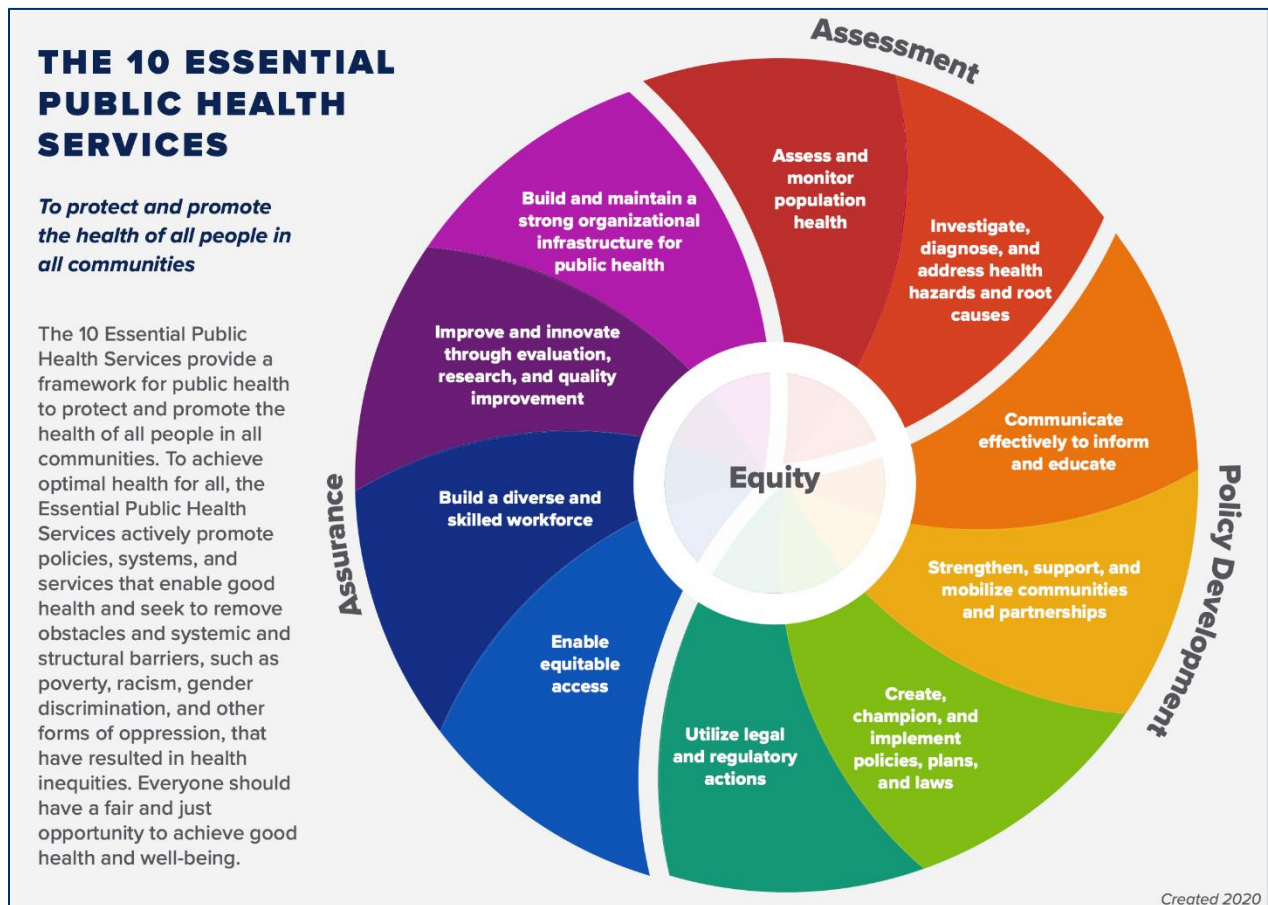 THE 10 ESSENTIAL
PUBLIC HEALTH
SERVICES
To protect and promote
the health of all people in
all communities
The 10 Essential Public
Health Services provide a
framework for public health
to protect and promote the
health of all people in all
communities. To achieve
optimal health for all, the
Essential Public Health
Services actively promote
policies, systems, and
services that enable good
health and seek to remove
obstacles and systemic and
structural barriers, such as
poverty, racism, gender
discrimination, and other
forms of oppression, that
have resulted in health
inequities. Everyone should
have a fair and just
opportunity to achieve good
health and well-being.
Assessment
Assess and
monitor
population
health
Investigate,
diagnose, and
address health
hazards and root
causes
Policy Development
Communicate
effectively to inform
and educate
Strengthen, support, and
mobilize communities
and partnerships
Create,
champion, and
implement
policies, plans,
and laws
Utilize legal
and regulatory
actions
Assurance
Enable
equitable
access
Build a diverse and
skilled workforce
Improve and innovate
through evaluation,
research, and quality
improvement
Build and maintain a
strong organizational
infrastructure for
public health
Equity
Created 2020